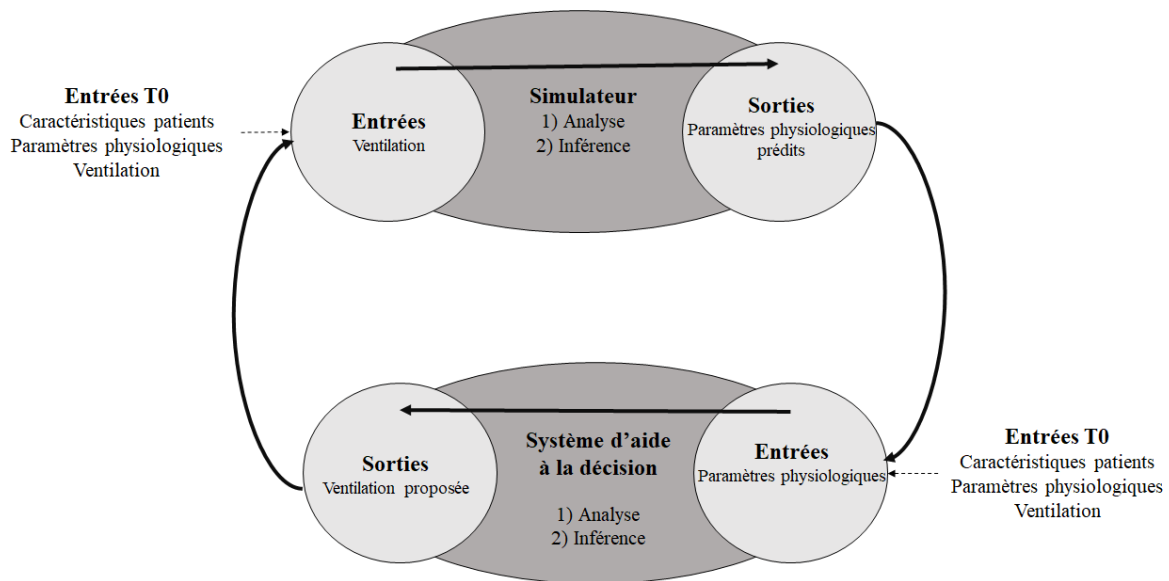 Entrées T0
Caractéristiques patients
Paramètres physiologiques
Ventilation
Entrées
Ventilation
Simulateur
1) Analyse
2) Inférence
Sorties
Paramètres physiologiques
prédits
Sorties
Ventilation proposée
Système d'aide
à la décision
1) Analyse
2) Inférence
Entrées
Paramètres physiologiques
Entrées T0
Caractéristiques patients
Paramètres physiologiques
Ventilation